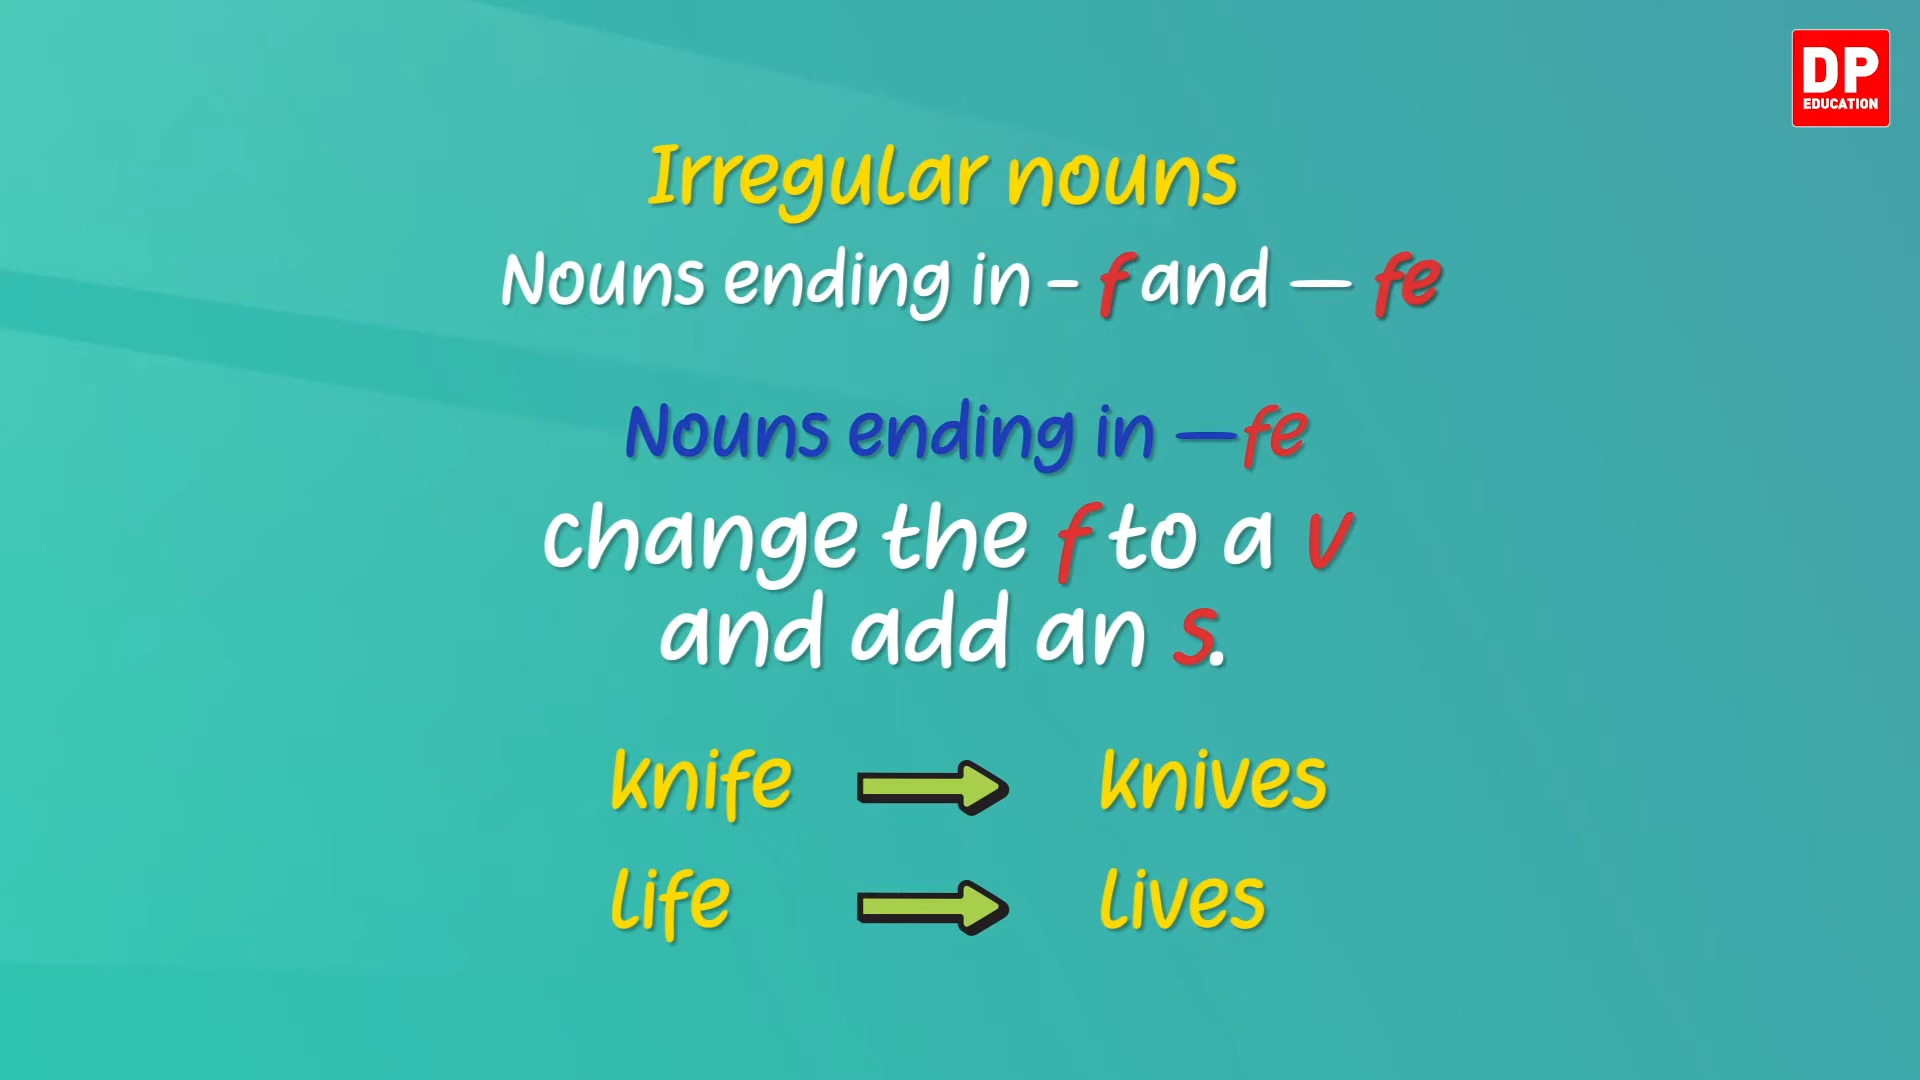 DP
EDUCATION
Irregular nouns
Nouns ending in - f and — fe
Nouns ending in —fe
change the f to a v
and add an s.
knife knives
life lives